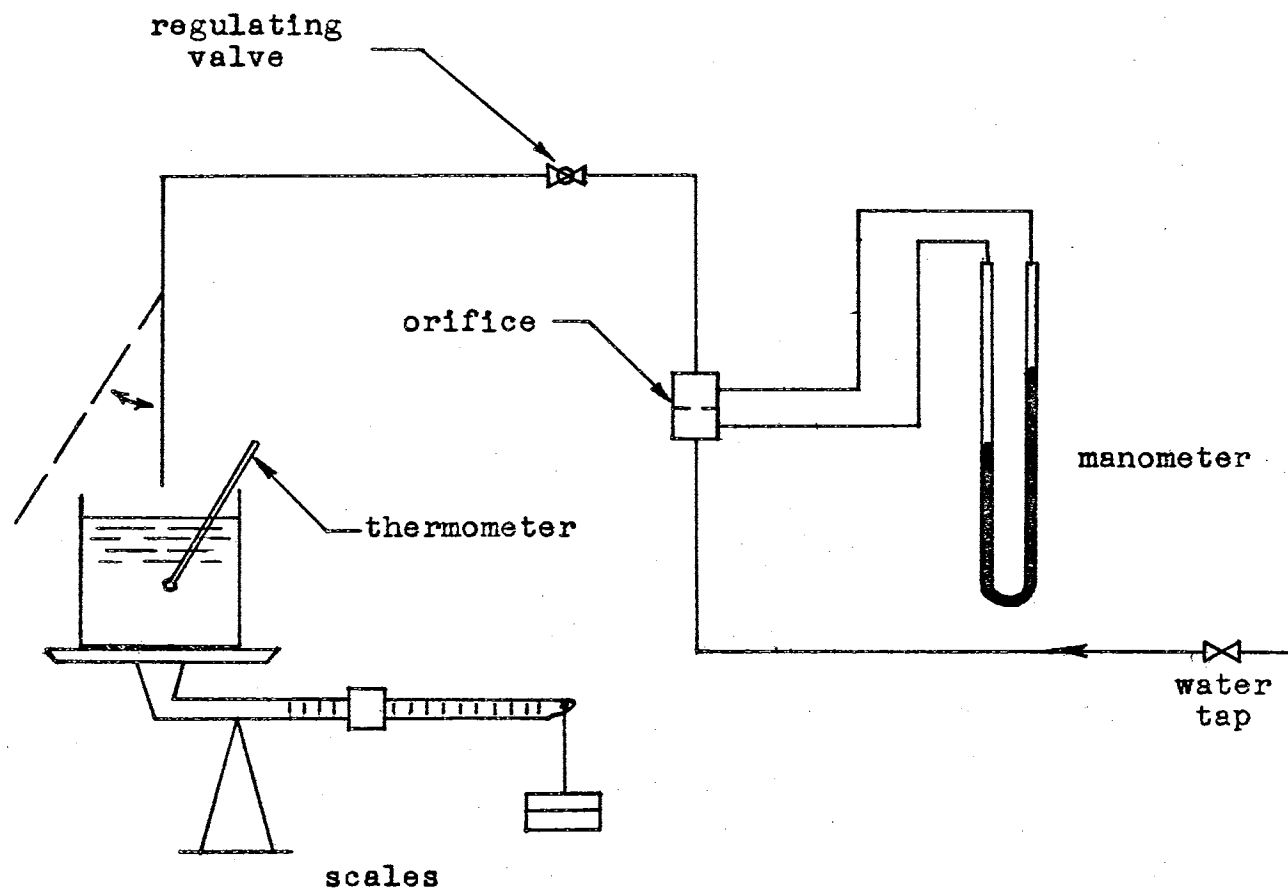 regulating
valve
orifice
manometer
thermometer
water
tap
scales